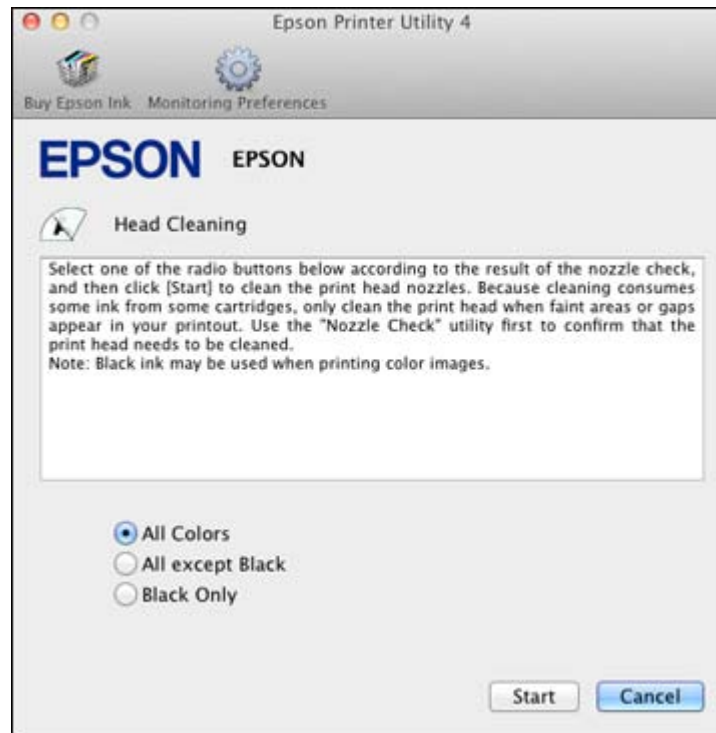 Epson Printer Utility 4
Buy Epson Ink Monitoring Preferences
EPSON EPSON
Head Cleaning
Select one of the radio buttons below according to the result of the nozzle check,
and then click [Start] to clean the print head nozzles. Because cleaning consumes
some ink from some cartridges, only clean the print head when faint areas or gaps
appear in your printout. Use the "Nozzle Check" utility first to confirm that the
print head needs to be cleaned.
Note: Black ink may be used when printing color images.
All Colors
All except Black
Black Only
Start Cancel